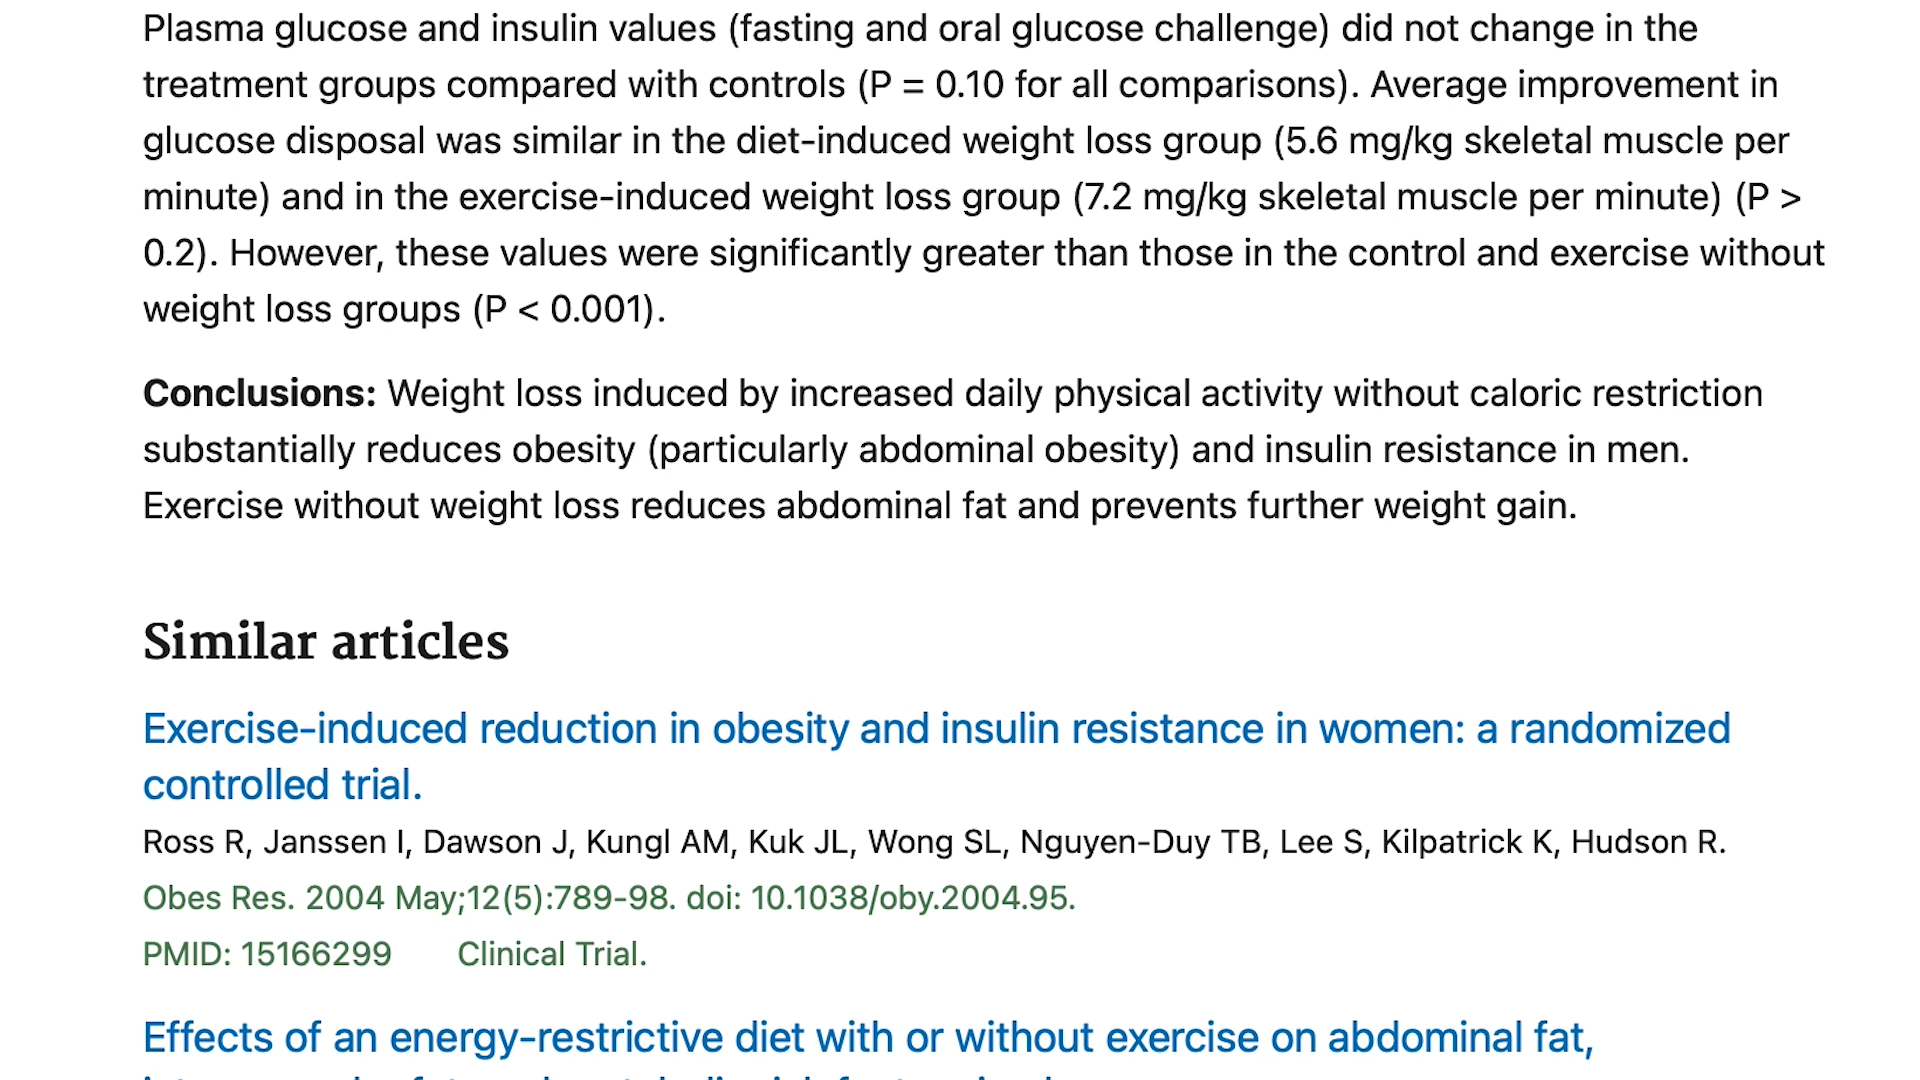 Plasma glucose and insulin values (fasting and oral glucose challenge) did not change in the
treatment groups compared with controls (P = 0.10 for all comparisons). Average improvement in
glucose disposal was similar in the diet-induced weight loss group (5.6 mg/kg skeletal muscle per
minute) and in the exercise-induced weight loss group (7.2 mg/kg skeletal muscle per minute) (P >
0.2). However, these values were significantly greater than those in the control and exercise without
weight loss groups (P < 0.001).
Conclusions: Weight loss induced by increased daily physical activity without caloric restriction
substantially reduces obesity (particularly abdominal obesity) and insulin resistance in men.
Exercise without weight loss reduces abdominal fat and prevents further weight gain.
Similar articles
Exercise-induced reduction in obesity and insulin resistance in women: a randomized
controlled trial.
Ross R, Janssen I, Dawson J, Kungl AM, Kuk JL, Wong SL, Nguyen-Duy TB, Lee S, Kilpatrick K, Hudson R.
Obes Res. 2004 May;12(5):789-98. doi: 10.1038/oby.2004.95.
PMID: 15166299 Clinical Trial.
Effects of an energy-restrictive diet with or without exercise on abdominal fat,